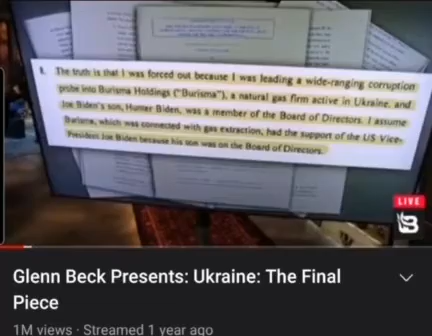 1. The truth is that I was forced out because I was leading a wide-ranging corruption
probe into Burisma Holdings ("Burisma"), a natural gas firm active in Ukraine, and
Joe Biden's son, Hunter Biden, was a member of the Board of Directors. I assume
Burisma, which was connected with gas extraction, had the support of the US Vice-
President Joe Biden because his son was on the Board of Directors.
LIVE
Glenn Beck Presents: Ukraine: The Final
Piece
1M views · Streamed 1 year ago